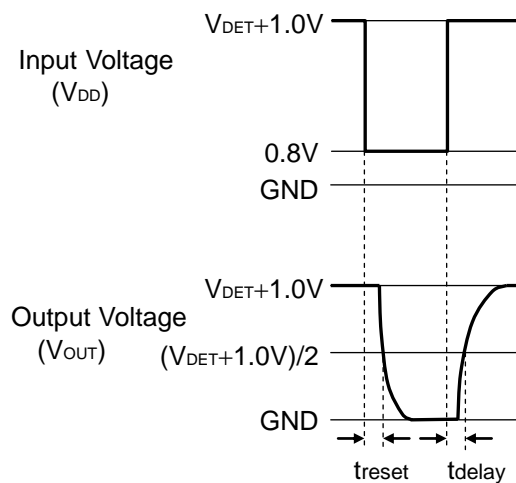 VDET+1.0V
Input Voltage
(VDD)
0.8V
GND
VDET+1.0V
Output Voltage
(VOUT)
(VDET+1.0V)/2
GND
treset
tdelay